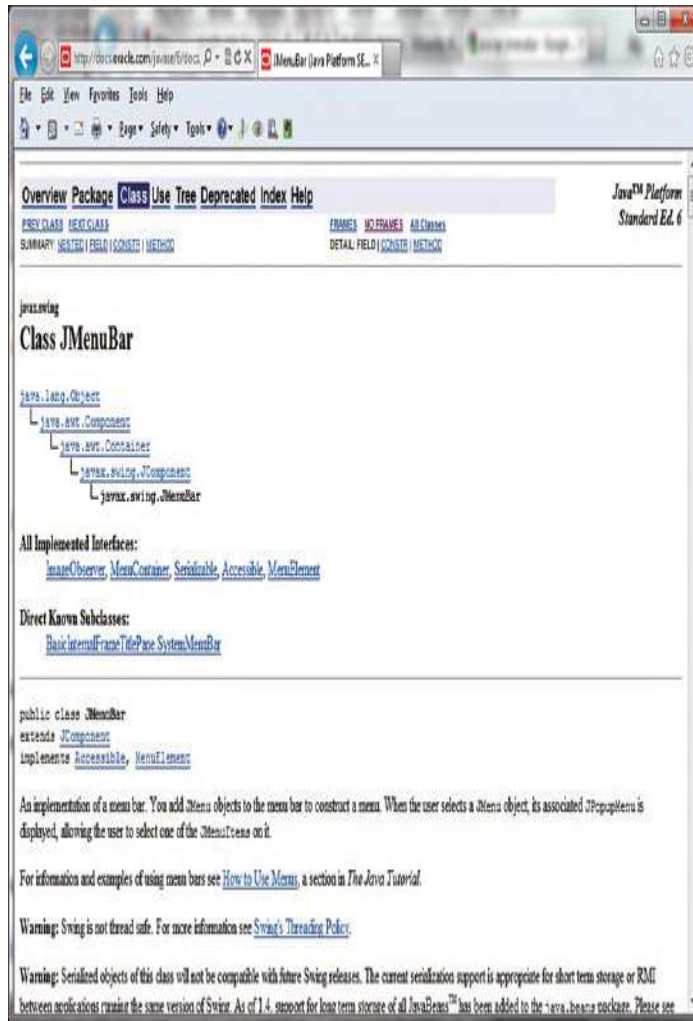 http://docs.oracle.com/javase/6/docs
JMenuBar (Java Platform SE...
File Edit View Favorites Tools Help
Page Safety Tools
Overview Package Class Use Tree Deprecated Index Help
Java™ Platform
Standard Ed. 6
PREV CLASS NEXT CLASS
FRAMES NO FRAMES All Classes
SUMMARY: NESTED | FIELD | CONSTR | METHOD
DETAIL: FIELD | CONSTR | METHOD
javax.swing
Class JMenuBar
java.lang.Object
java.awt.Component
java.awt.Container
javax.swing.JComponent
javax.swing.JMenuBar
All Implemented Interfaces:
ImageObserver, MenuContainer, Serializable, Accessible, MenuElement
Direct Known Subclasses:
BasicInternalFrameTitlePane.SystemMenuBar
public class JMenuBar
extends JComponent
implements Accessible, MenuElement
An implementation of a menu bar. You add JMenu objects to the menu bar to construct a menu. When the user selects a JMenu object, its associated JPopupMenu is
displayed, allowing the user to select one of the JMenuItems on it.
For information and examples of using menu bars see How to Use Menus, a section in The Java Tutorial.
Warning: Swing is not thread safe. For more information see Swing's Threading Policy.
Warning: Serialized objects of this class will not be compatible with future Swing releases. The current serialization support is appropriate for short term storage or RMI
between applications running the same version of Swing. As of 1.4, support for long term storage of all JavaBeans™ has been added to the java.beans package. Please see